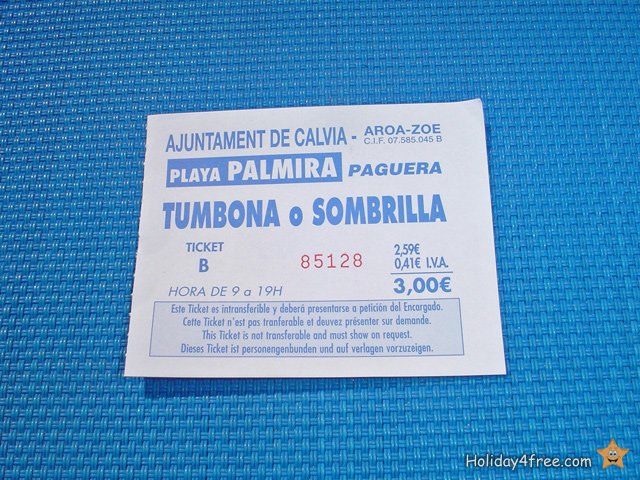 AJUNTAMENT DE CALVIA - AROA-ZOE
C.I.F. 07.585.045 B
PLAYA PALMIRA PAGUERA
TUMBONA o SOMBRILLA
TICKET
B
85128
2,59€
0,41€ I.V.A.
3,00€
HORA DE 9 a 19H
Este Ticket es intransferible y deberá presentarse a petición del Encargado.
Cette Ticket n'est pas tranferable et deuvez présenter sur demande.
This Ticket is not transferable and must show on request.
Dieses Ticket ist personengenbunden und auf verlagen vorzuzeigen.
Holiday4free.com